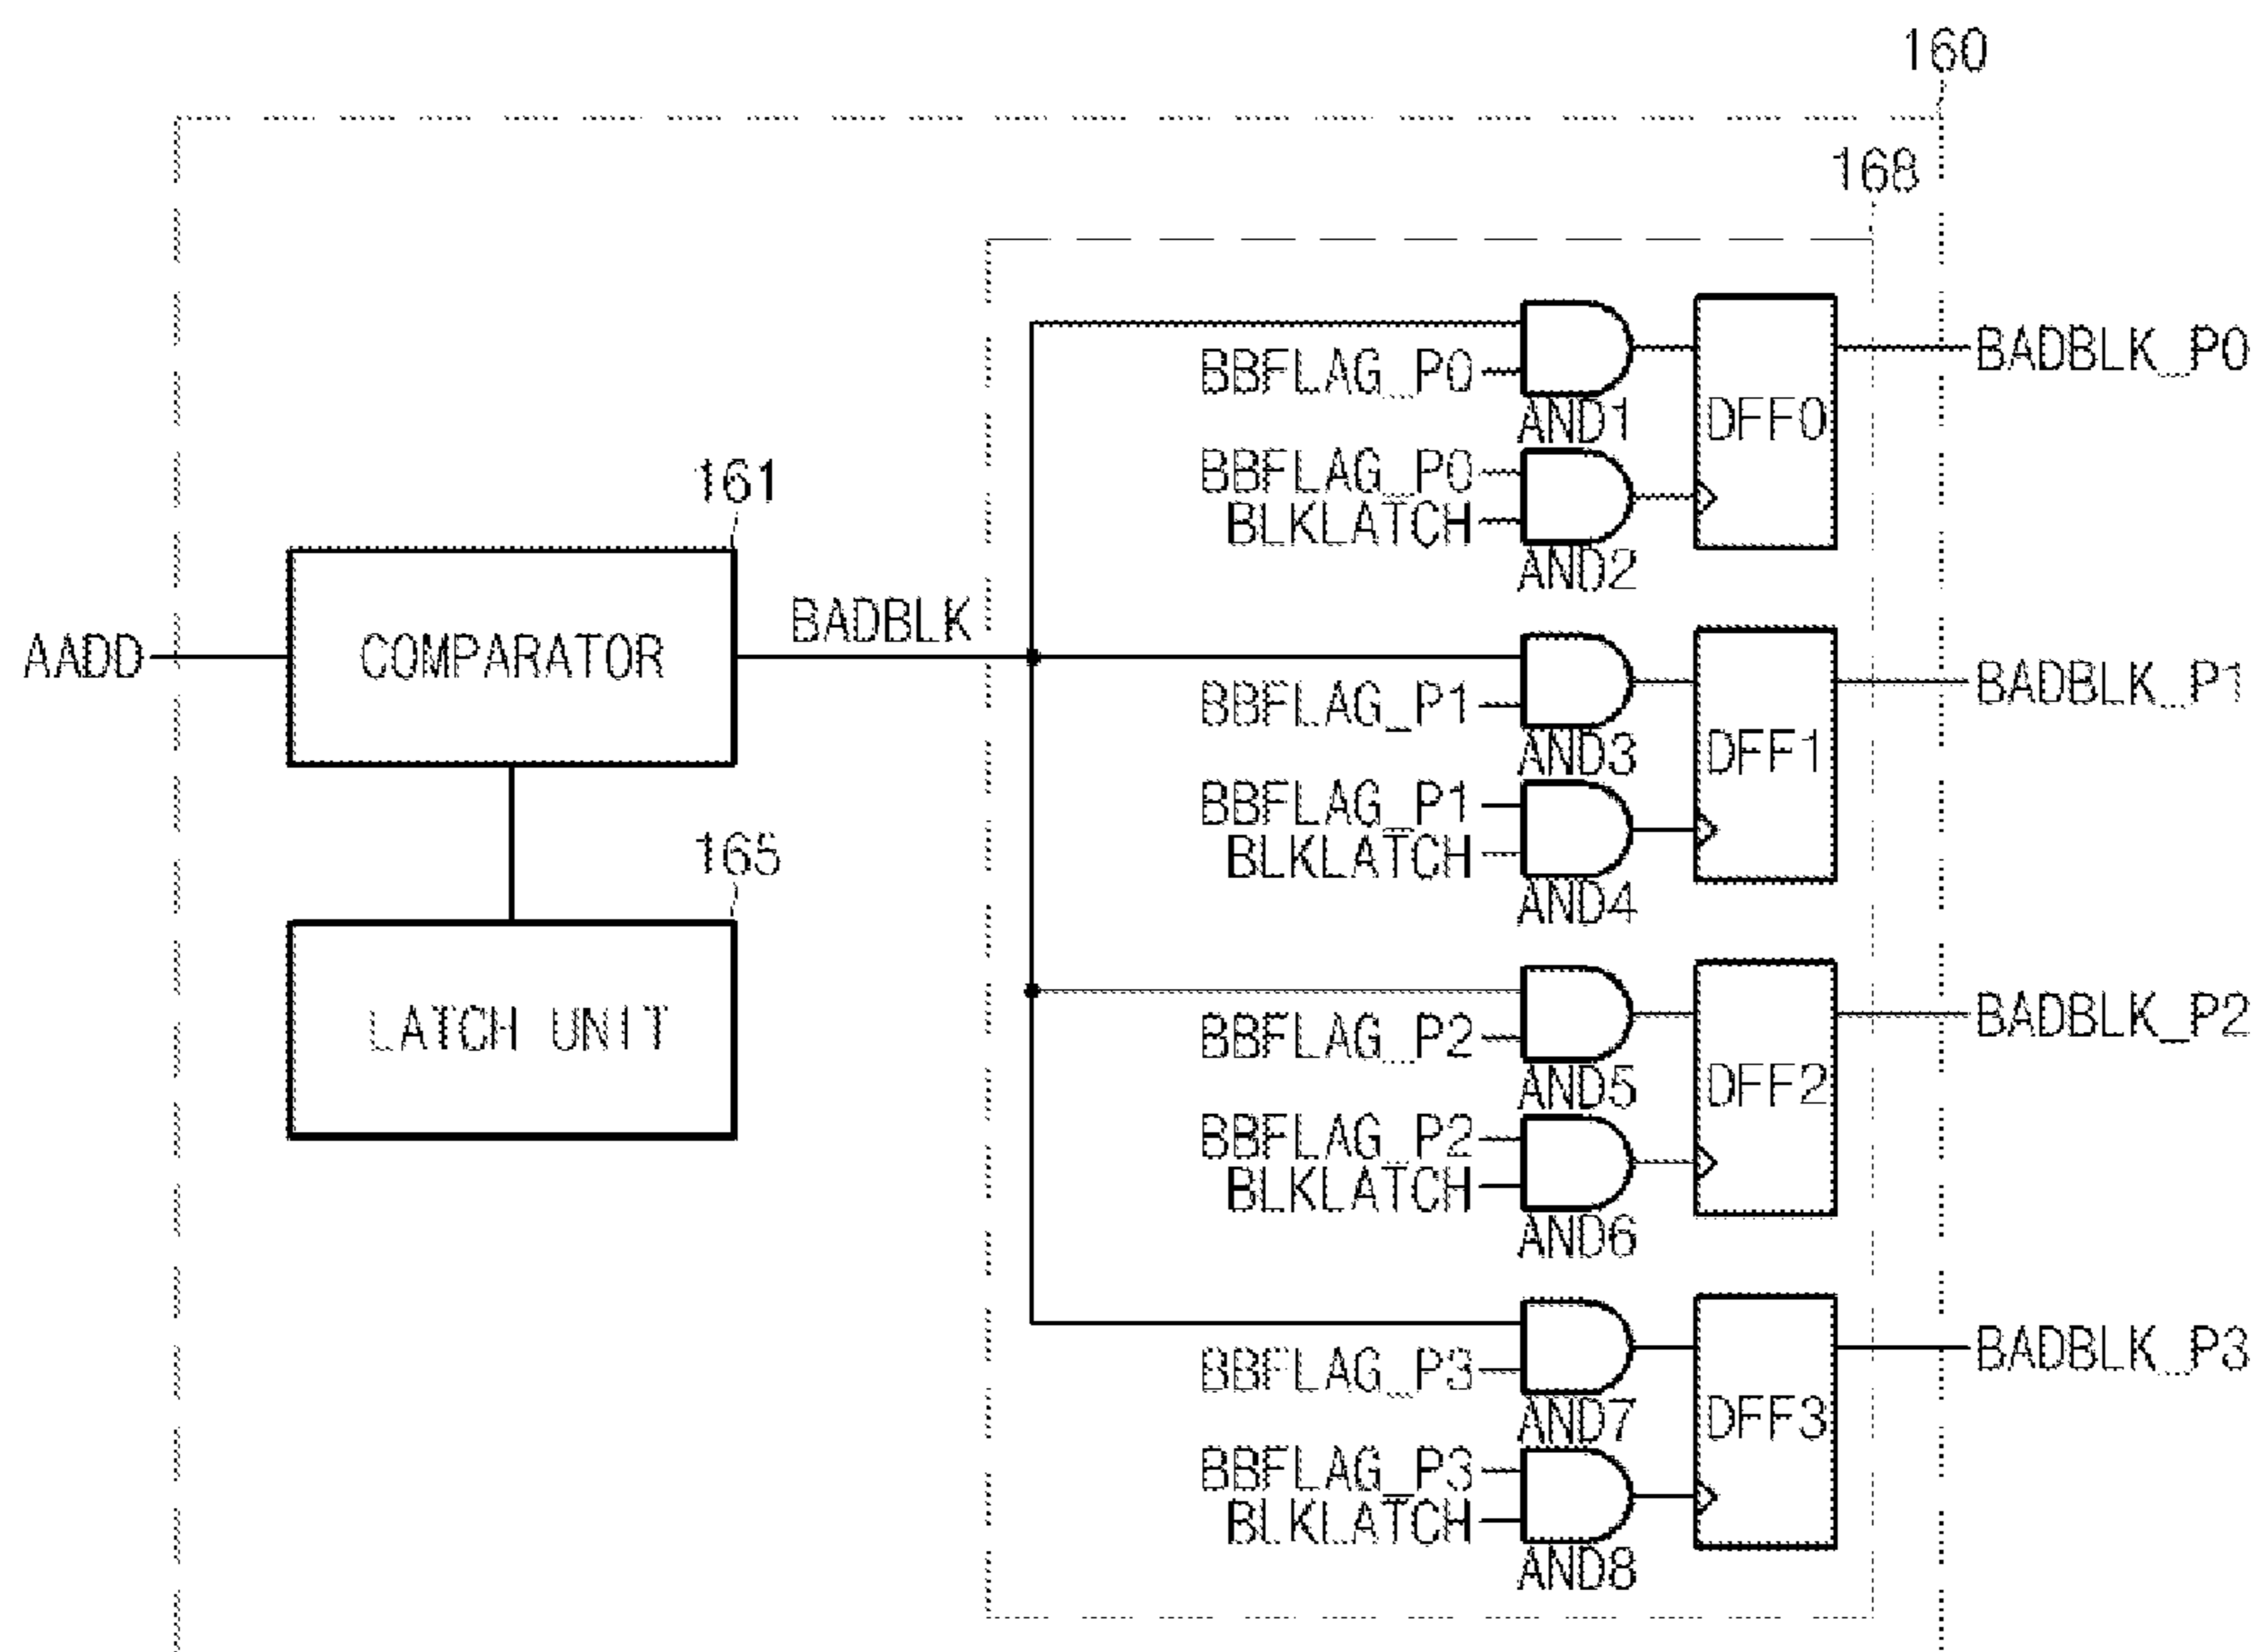 160
168
BADBLK_P0
BBFLAG_P0
AND1
DFF0
BBFLAG_P0
BLKLATCH
AND2
161
AADD
COMPARATOR
BADBLK
BADBLK_P1
BBFLAG_P1
AND3
DFF1
BBFLAG_P1
BLKLATCH
AND4
165
LATCH UNIT
BADBLK_P2
BBFLAG_P2
AND5
DFF2
BBFLAG_P2
BLKLATCH
AND6
BADBLK_P3
BBFLAG_P3
AND7
DFF3
BBFLAG_P3
BLKLATCH
AND8